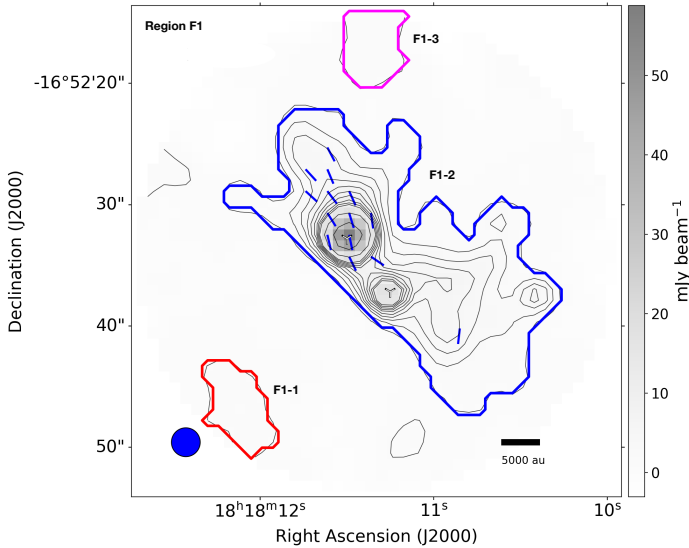 Region F1
F1-3
-16°52'20"
F1-2
30"
40"
F1-1
50"
5000 au
18ʰ18ᵐ12ˢ
11ˢ
10ˢ
Right Ascension (J2000)
Declination (J2000)
50
40
30
20
10
0
mJy beam⁻¹